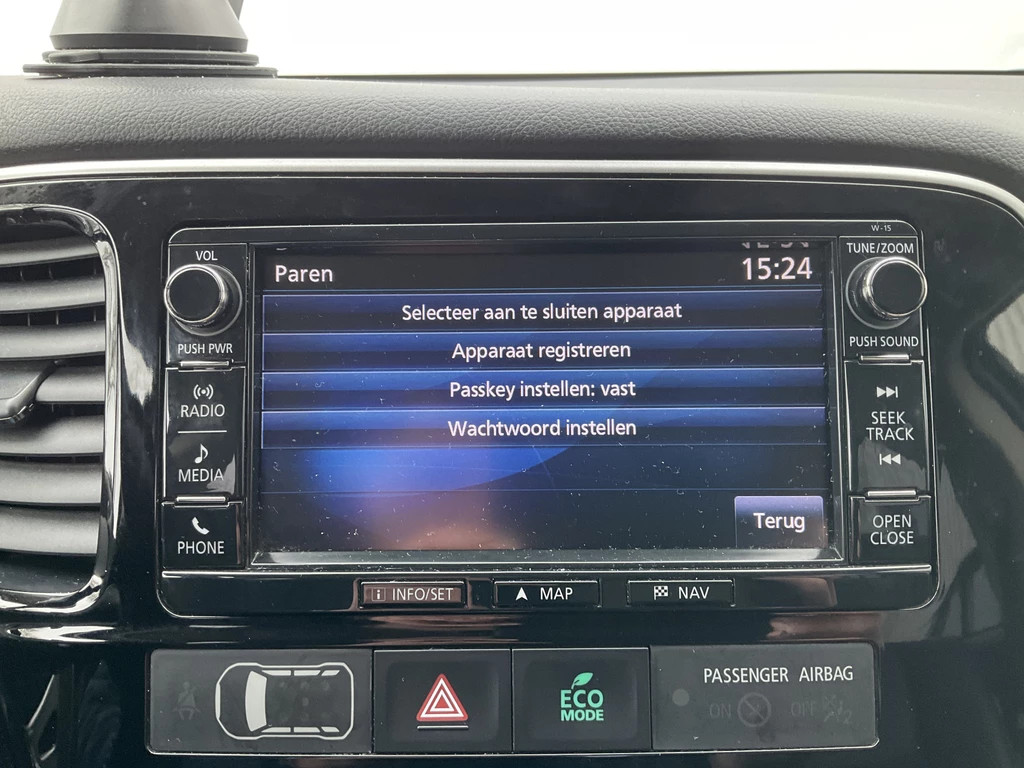 W-15
VOL
TUNE/ZOOM
Paren
15:24
Selecteer aan te sluiten apparaat
PUSH PWR
PUSH SOUND
Apparaat registreren
Passkey instellen: vast
RADIO
SEEK
TRACK
Wachtwoord instellen
MEDIA
Terug
PHONE
OPEN
CLOSE
INFO/SET
MAP
NAV
ECO
MODE
PASSENGER AIRBAG
ON
OFF
2